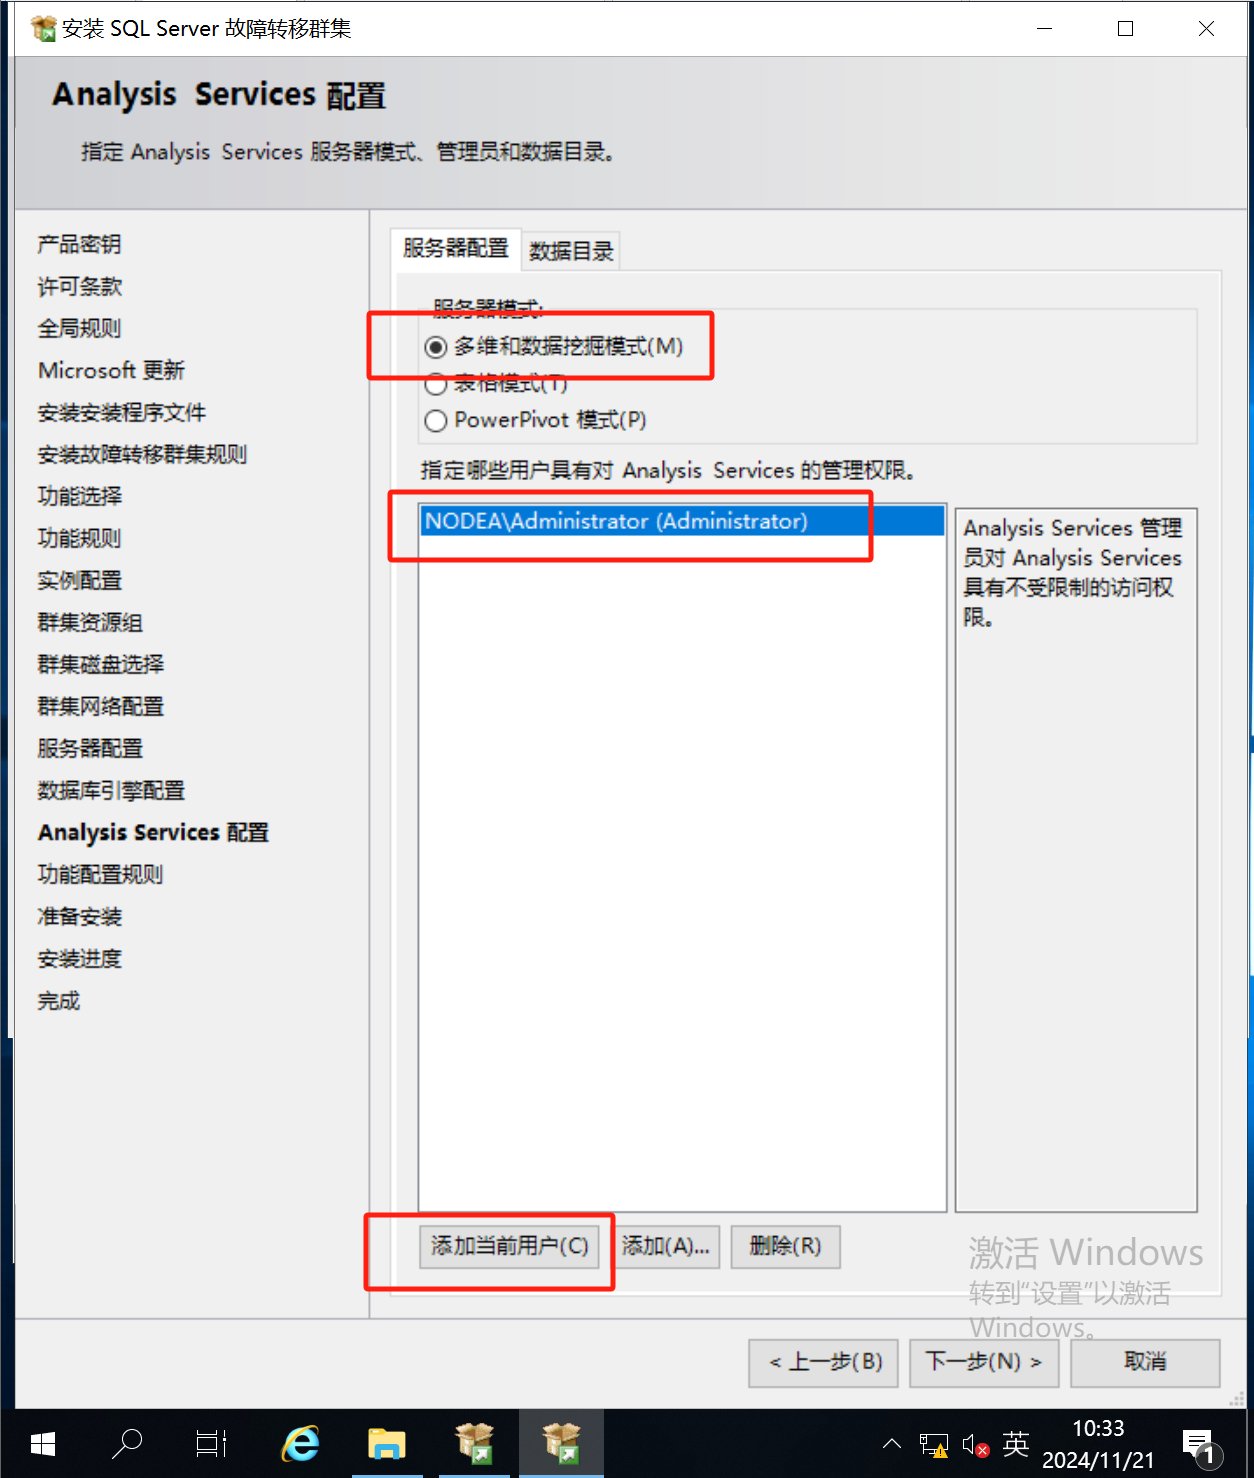 安装 SQL Server 故障转移群集
Analysis Services 配置
指定 Analysis Services 服务器模式、管理员和数据目录。
产品密钥
许可条款
全局规则
Microsoft 更新
安装安装程序文件
安装故障转移群集规则
功能选择
功能规则
实例配置
群集资源组
群集磁盘选择
群集网络配置
服务器配置
数据库引擎配置
Analysis Services 配置
功能配置规则
准备安装
安装进度
完成
服务器配置
数据目录
服务器模式:
多维和数据挖掘模式(M)
表格模式(T)
PowerPivot 模式(P)
指定哪些用户具有对 Analysis Services 的管理权限。
NODEA\Administrator (Administrator)
Analysis Services 管理
员对 Analysis Services
具有不受限制的访问权
限。
添加当前用户(C)
添加(A)...
删除(R)
激活 Windows
转到“设置”以激活
Windows。
< 上一步(B)
下一步(N) >
取消
英
10:33
2024/11/21
1